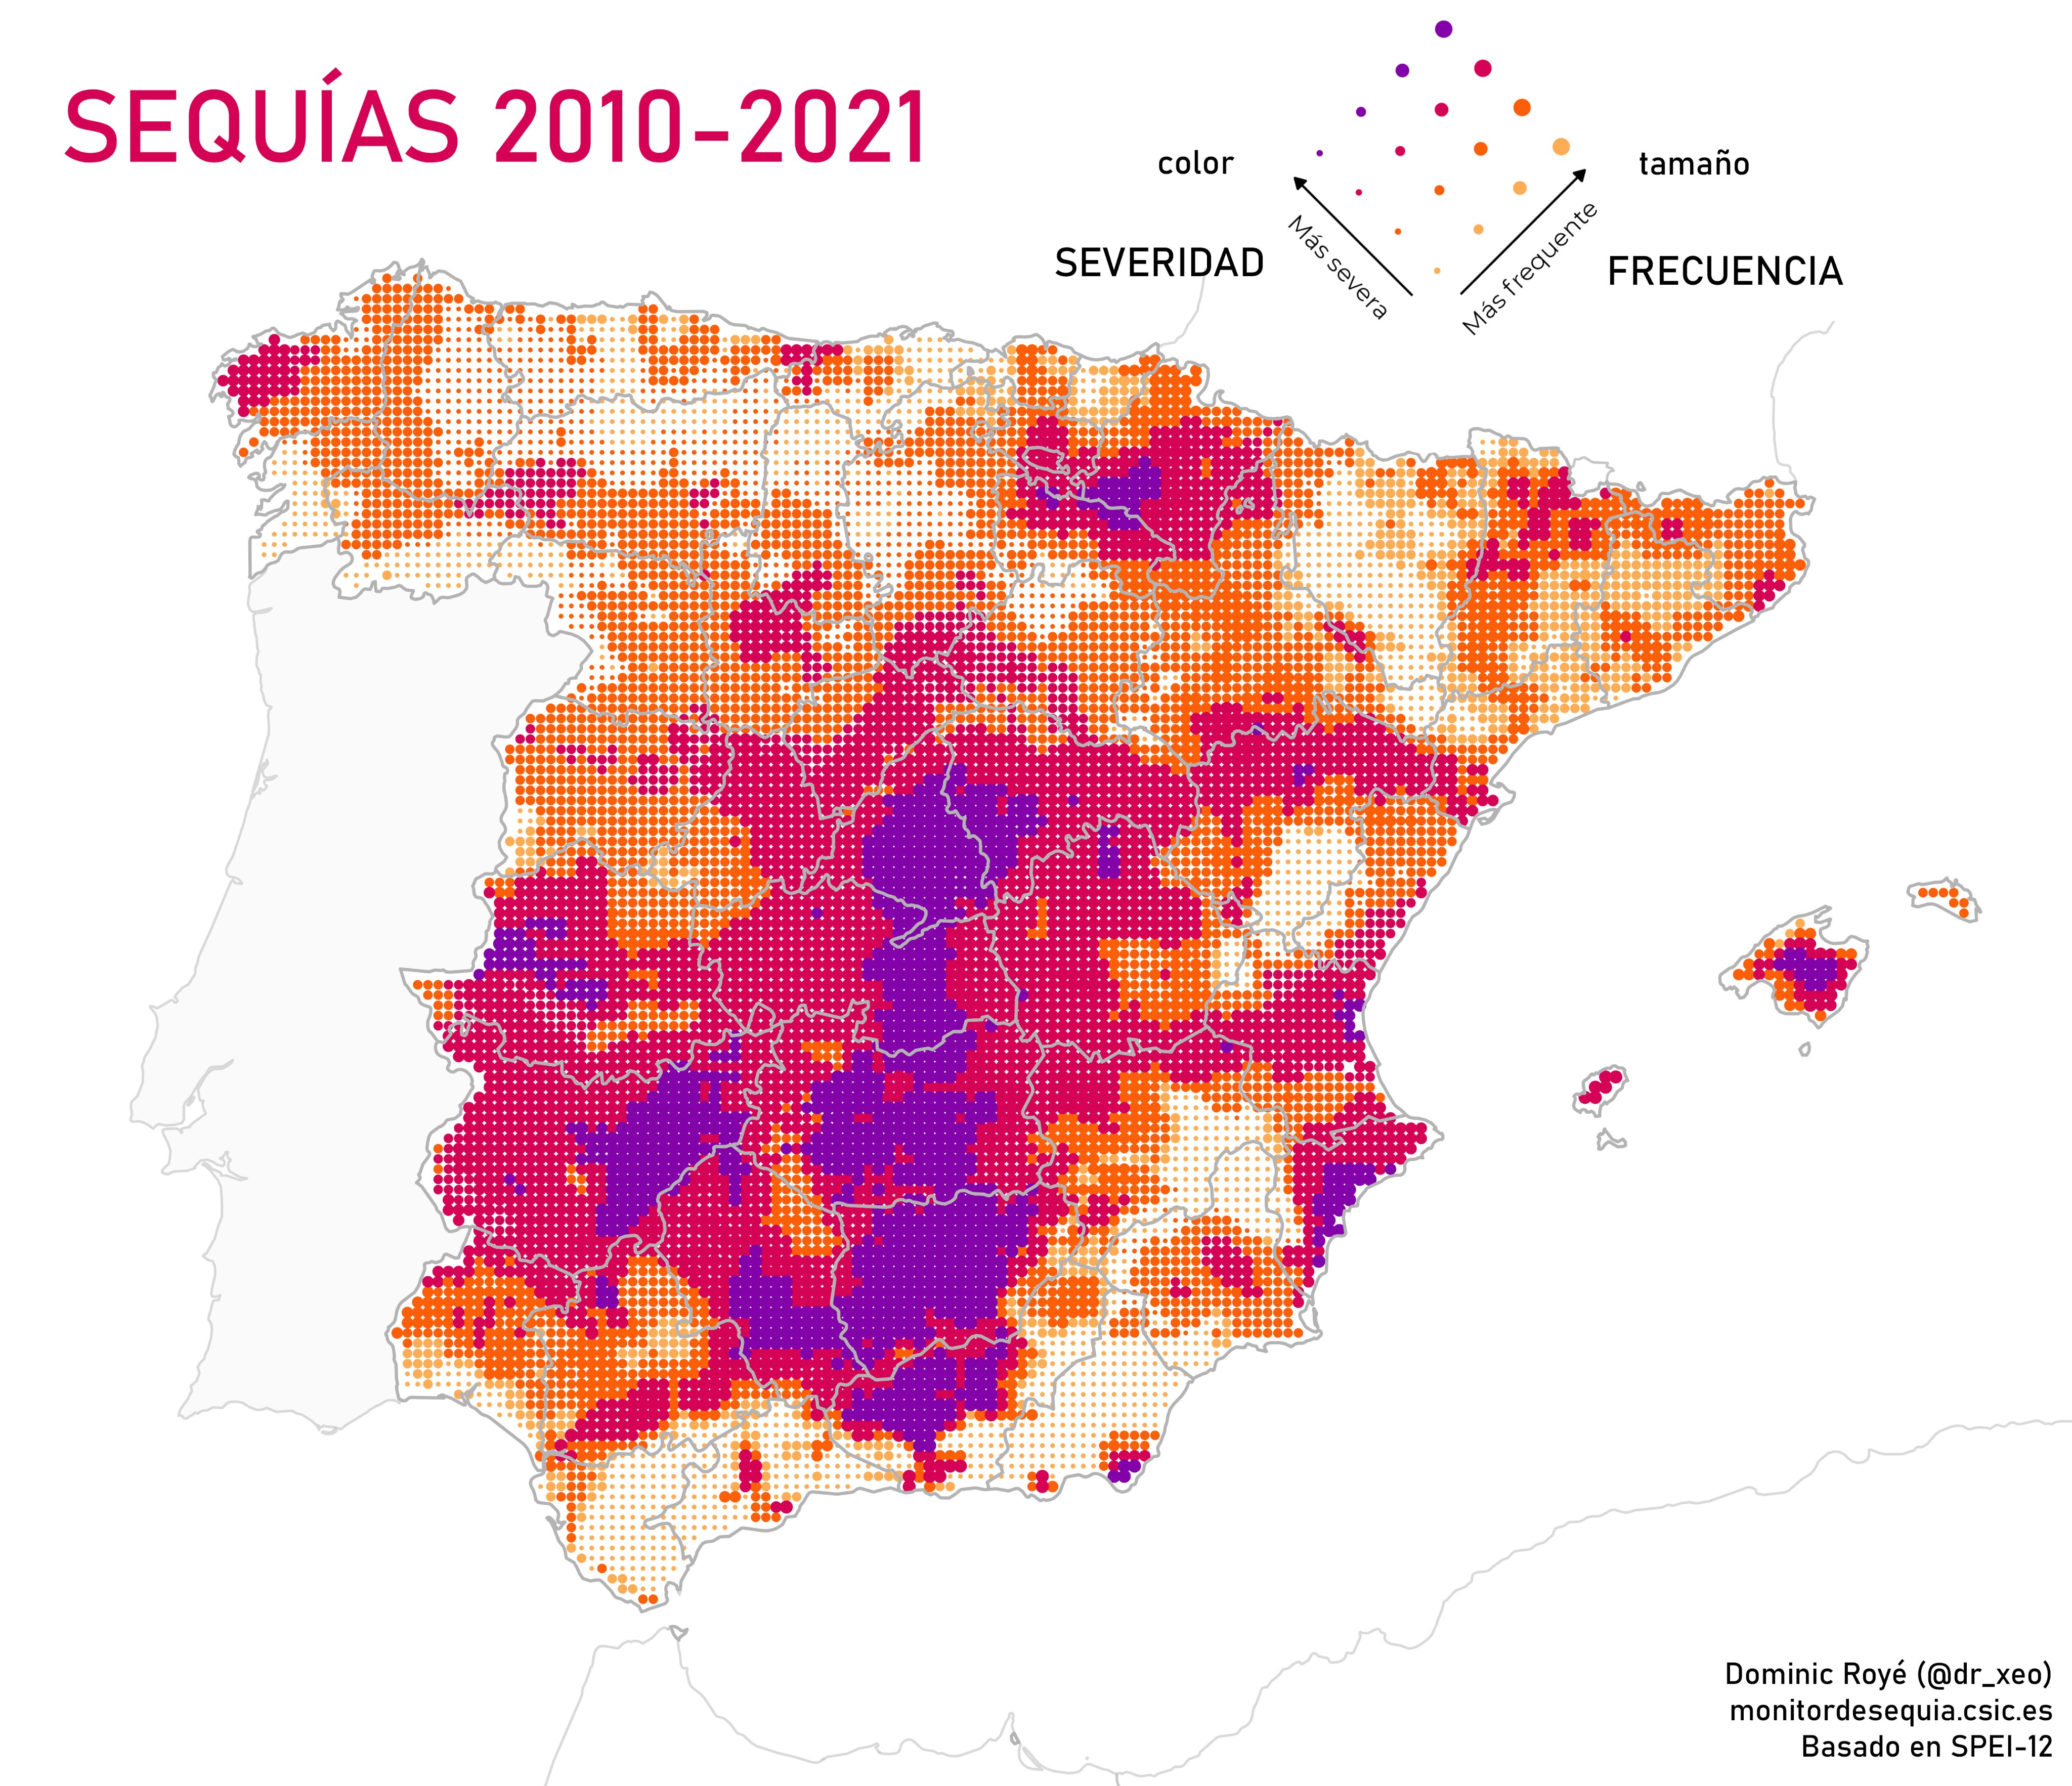 SEQUÍAS 2010-2021
color
tamaño
Más severa
Más frequente
SEVERIDAD
FRECUENCIA
Dominic Royé (@dr_xeo)
monitordesequia.csic.es
Basado en SPEI-12